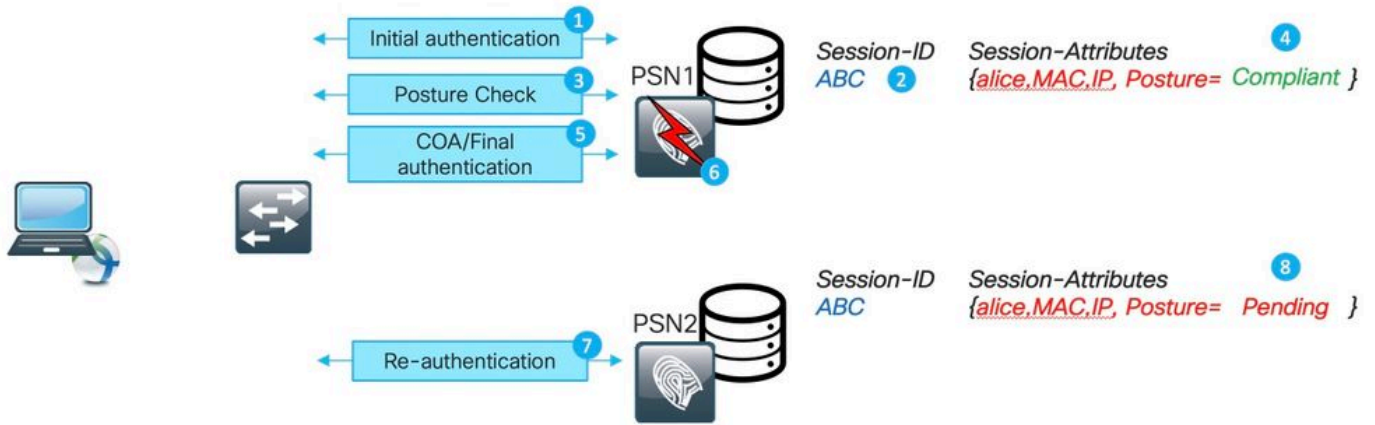 Initial authentication
1
Posture Check
3
COA/Final
authentication
5
PSN1
6
Session-ID Session-Attributes
4
ABC 2 {alice,MAC,IP, Posture= Compliant }
Re-authentication
7
PSN2
Session-ID Session-Attributes
8
ABC {alice,MAC,IP, Posture= Pending }